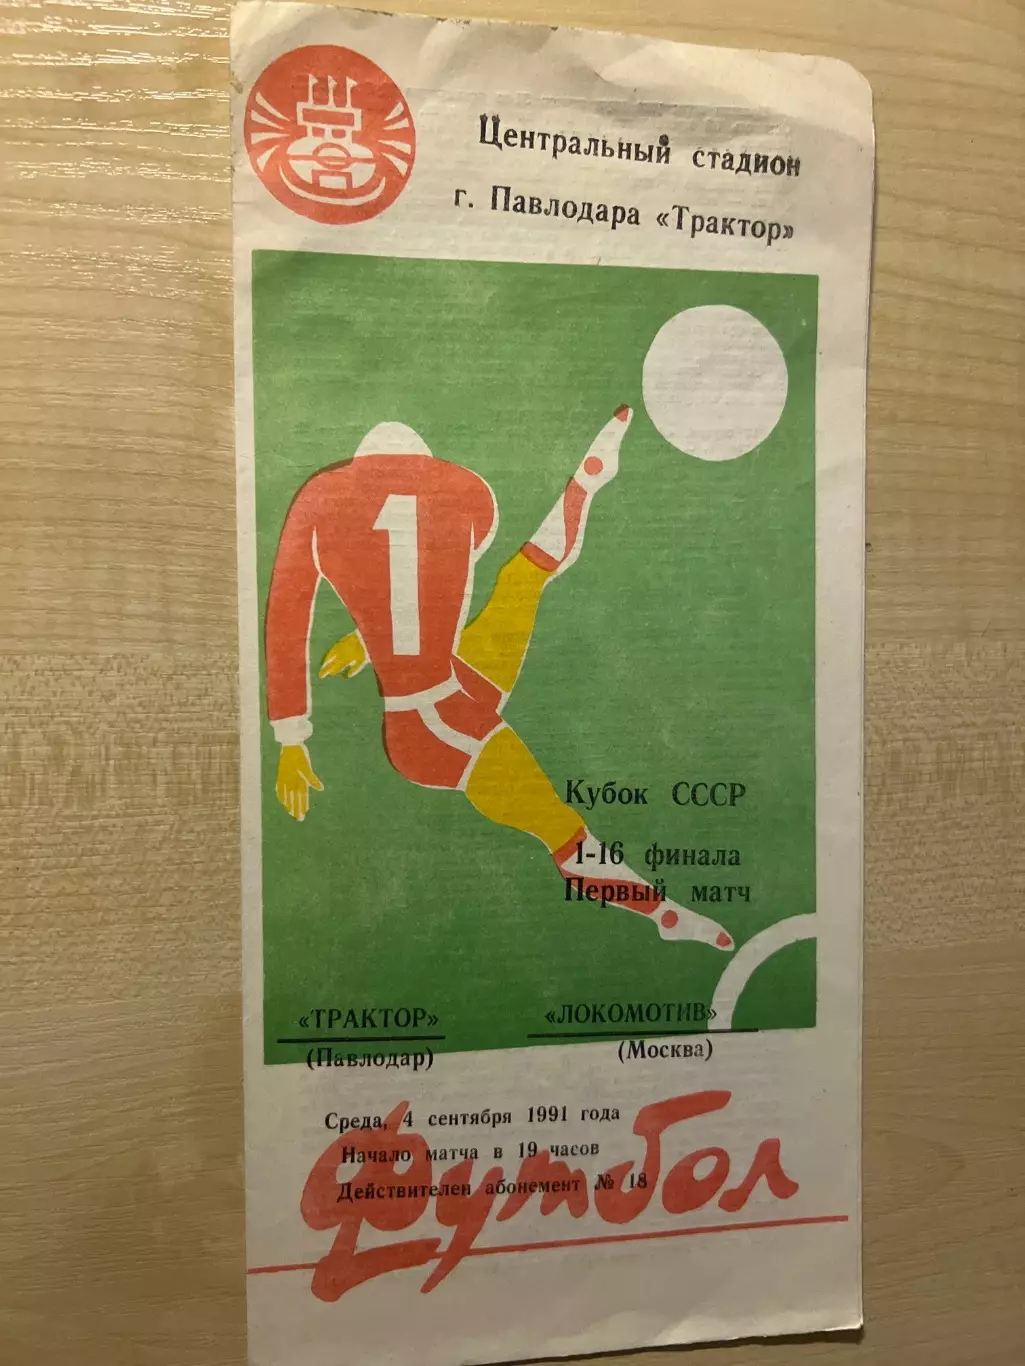 Центральный стадион
г. Павлодара «Трактор»
1
Кубок СССР
1-16 финала
Первый матч
«ТРАКТОР»
(Павлодар)
«ЛОКОМОТИВ»
(Москва)
Среда, 4 сентября 1991 года
Начало матча в 19 часов
Действителен абонемент № 18
Футбол